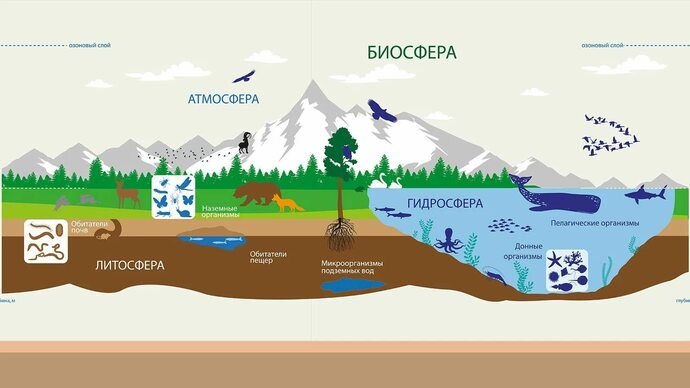 озоновый слой
БИОСФЕРА
озоновый слой
АТМОСФЕРА
ГИДРОСФЕРА
Наземные
организмы
Обитатели
почв
Пелагические организмы
Донные
организмы
Обитатели
пещер
ЛИТОСФЕРА
Микроорганизмы
подземных вод